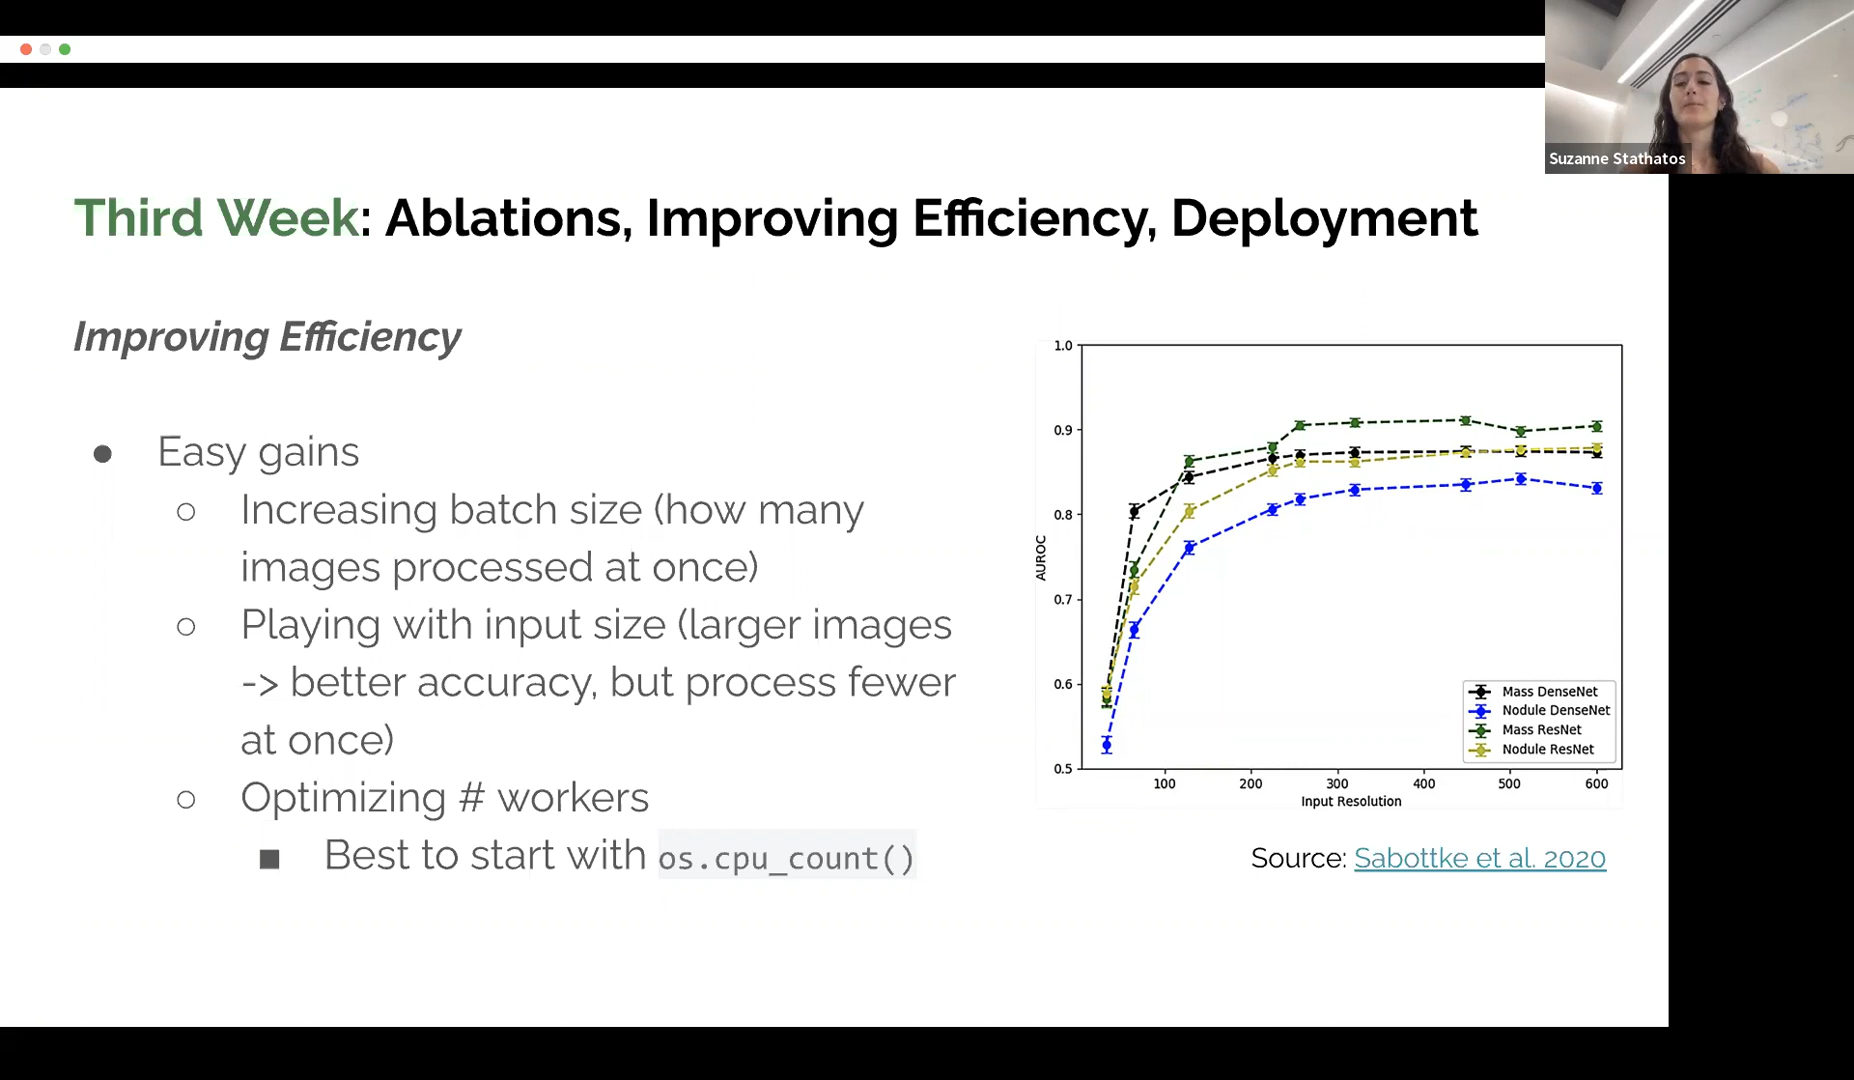 Suzanne Stathatos
Third Week: Ablations, Improving Efficiency, Deployment
Improving Efficiency
● Easy gains
○ Increasing batch size (how many
images processed at once)
○ Playing with input size (larger images
-> better accuracy, but process fewer
at once)
○ Optimizing # workers
■ Best to start with os.cpu_count()
1.0
0.9
0.8
0.7
0.6
0.5
AUROC
100 200 300 400 500 600
Input Resolution
Mass DenseNet
Nodule DenseNet
Mass ResNet
Nodule ResNet
Source: Sabottke et al. 2020